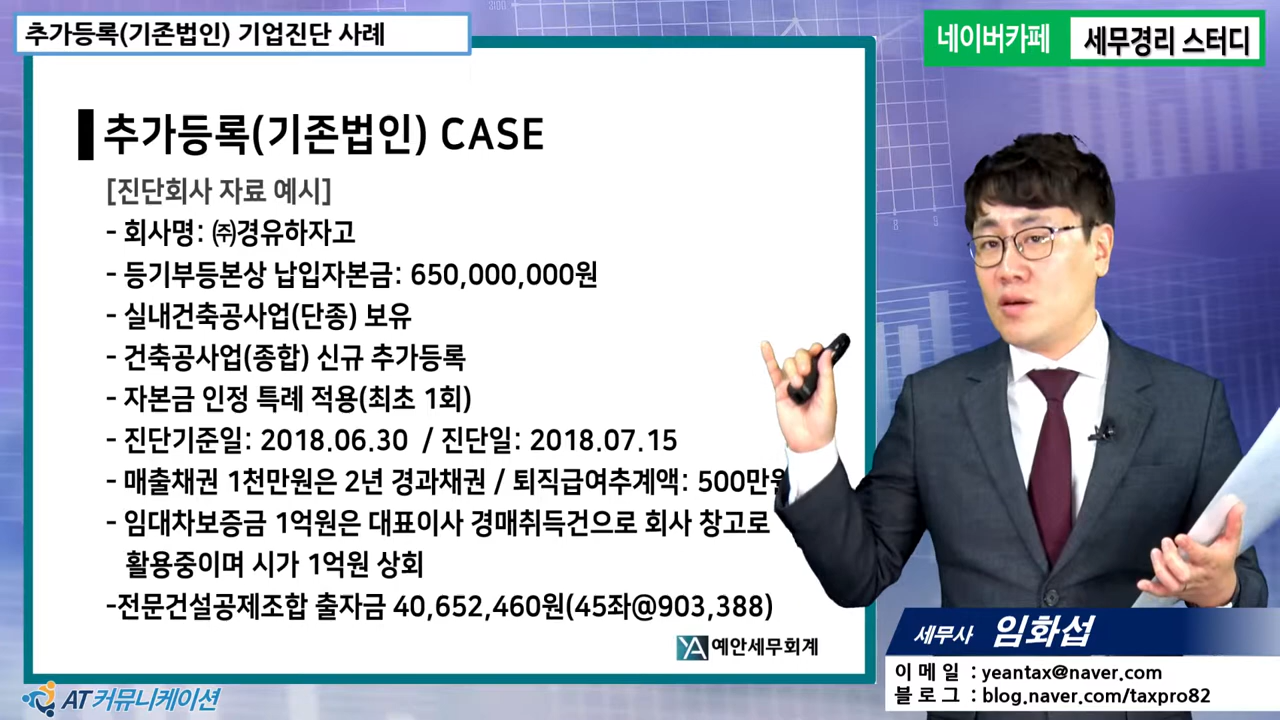 추가등록(기존법인) 기업진단 사례
네이버카페 세무경리 스터디
추가등록(기존법인) CASE
[진단회사 자료 예시]
- 회사명: ㈜경유하자고
- 등기부등본상 납입자본금: 650,000,000원
- 실내건축공사업(단종) 보유
- 건축공사업(종합) 신규 추가등록
- 자본금 인정 특례 적용(최초 1회)
- 진단기준일: 2018.06.30 / 진단일: 2018.07.15
- 매출채권 1천만원은 2년 경과채권 / 퇴직급여추계액: 500만원
- 임대차보증금 1억원은 대표이사 경매취득건으로 회사 창고로
활용중이며 시가 1억원 상회
-전문건설공제조합 출자금 40,652,460원(45좌@903,388)
YA 예안세무회계
세무사 임화섭
이 메 일 : yeantax@naver.com
블 로 그 : blog.naver.com/taxpro82
AT커뮤니케이션